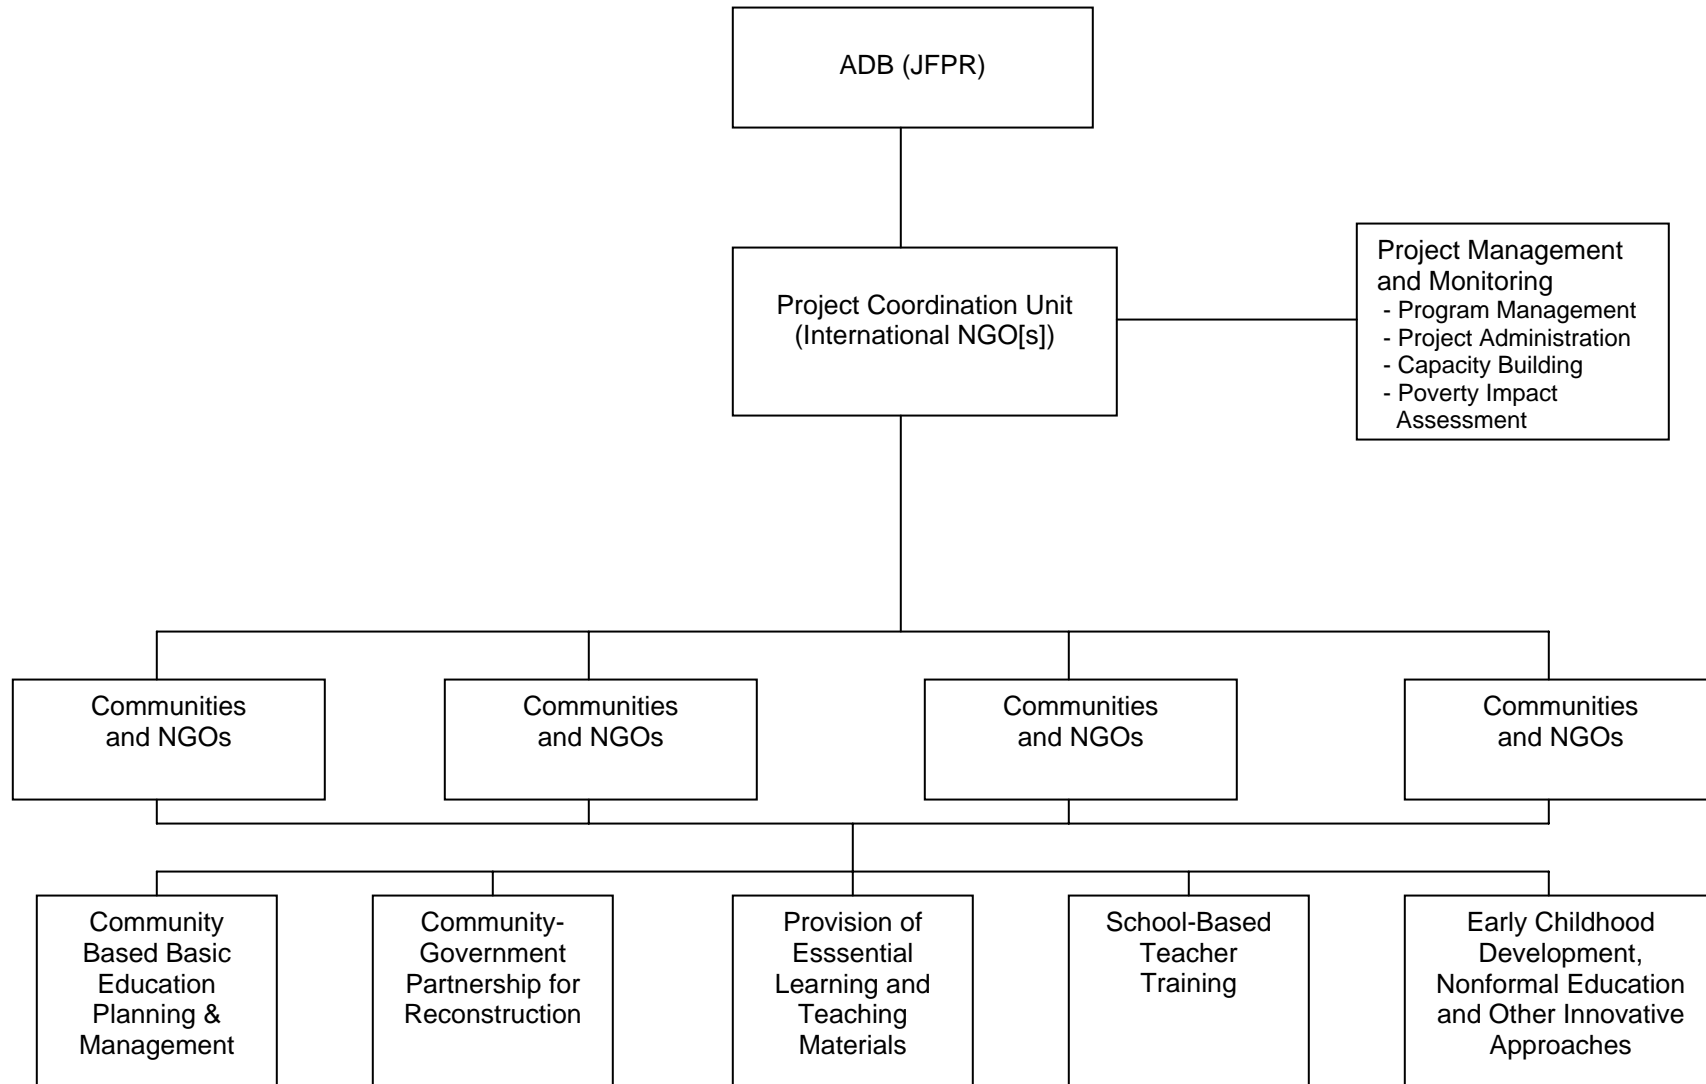 ADB (JFPR)
Project Coordination Unit
(International NGO[s])
Project Management
and Monitoring
- Program Management
- Project Administration
- Capacity Building
- Poverty Impact
Assessment
Communities
and NGOs
Communities
and NGOs
Communities
and NGOs
Communities
and NGOs
Community
Based Basic
Education
Planning &
Management
Community-
Government
Partnership for
Reconstruction
Provision of
Esssential
Learning and
Teaching
Materials
School-Based
Teacher
Training
Early Childhood
Development,
Nonformal Education
and Other Innovative
Approaches